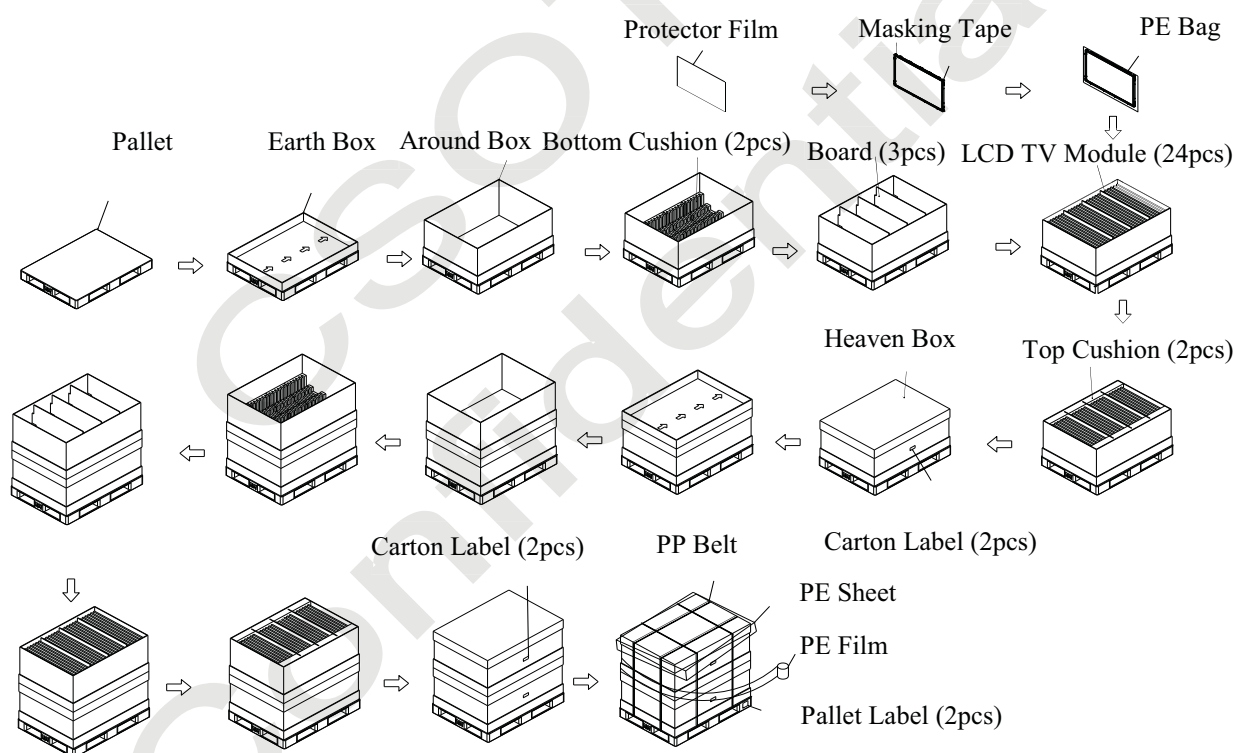 Protector Film
Masking Tape
PE Bag
Pallet
Earth Box
Around Box
Bottom Cushion (2pcs)
Board (3pcs)
LCD TV Module (24pcs)
Heaven Box
Top Cushion (2pcs)
Carton Label (2pcs)
PP Belt
Carton Label (2pcs)
PE Sheet
PE Film
Pallet Label (2pcs)
CSOT
Confidential